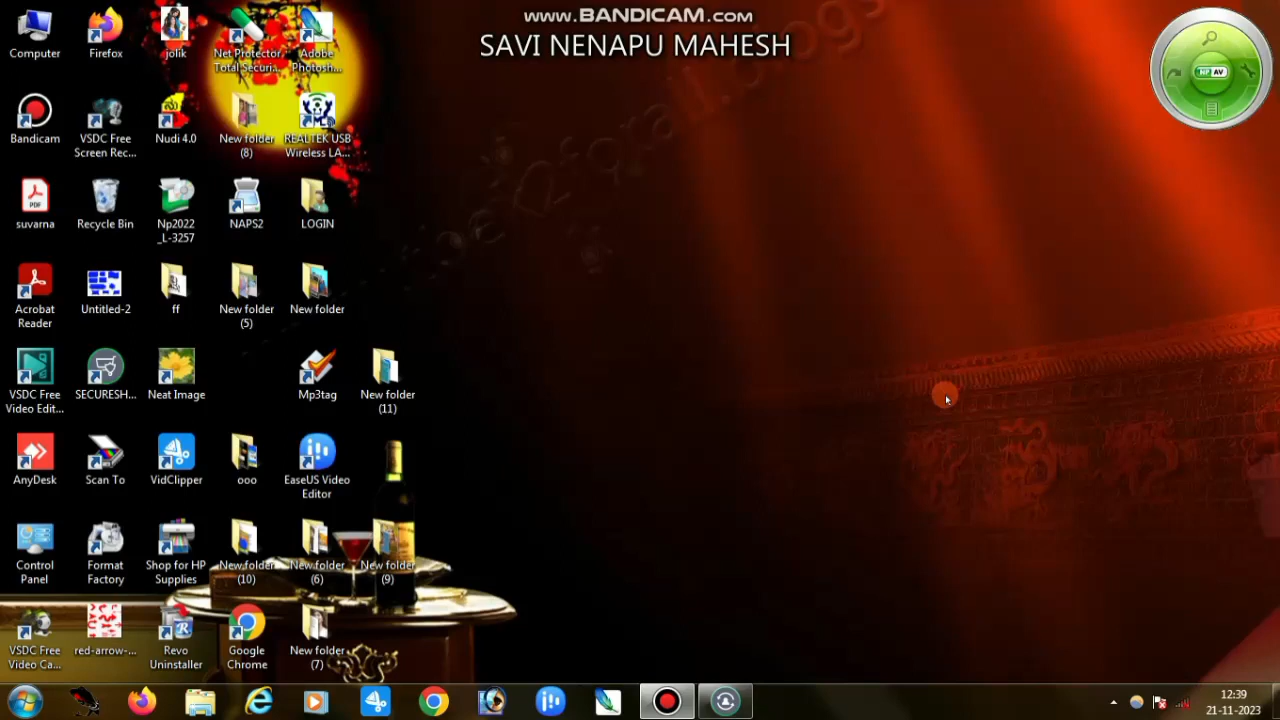 www.BANDICAM.com
SAVI NENAPU MAHESH
Computer
Firefox
jolik
Net Protector
Total Securi...
Adobe
Photosh...
NPAV
Bandicam
VSDC Free
Screen Rec...
Nudi 4.0
New folder
(8)
REALTEK USB
Wireless LA...
suvarna
Recycle Bin
Np2022
_L-3257
NAPS2
LOGIN
Acrobat
Reader
Untitled-2
ff
New folder
(5)
New folder
VSDC Free
Video Edit...
SECURESH...
Neat Image
Mp3tag
New folder
(11)
AnyDesk
Scan To
VidClipper
ooo
EaseUS Video
Editor
Control
Panel
Format
Factory
Shop for HP
Supplies
New folder
(10)
New folder
(6)
New folder
(9)
VSDC Free
Video Ca...
red-arrow-...
Revo
Uninstaller
Google
Chrome
New folder
(7)
12:39
21-11-2023